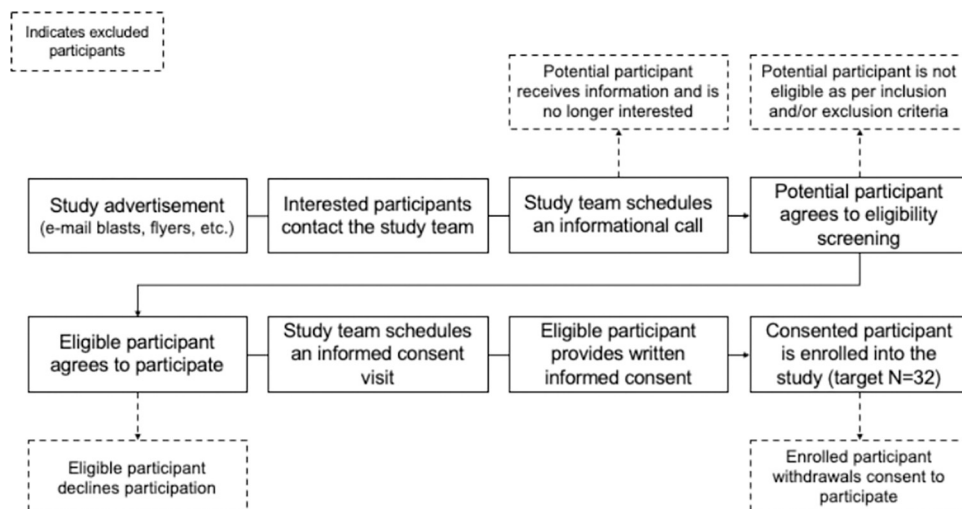 Indicates excluded
participants
Potential participant
receives information and is
no longer interested
Potential participant is not
eligible as per inclusion
and/or exclusion criteria
Study advertisement
(e-mail blasts, flyers, etc.)
Interested participants
contact the study team
Study team schedules
an informational call
Potential participant
agrees to eligibility
screening
Eligible participant
agrees to participate
Study team schedules
an informed consent
visit
Eligible participant
provides written
informed consent
Consented participant
is enrolled into the
study (target N=32)
Eligible participant
declines participation
Enrolled participant
withdrawals consent to
participate